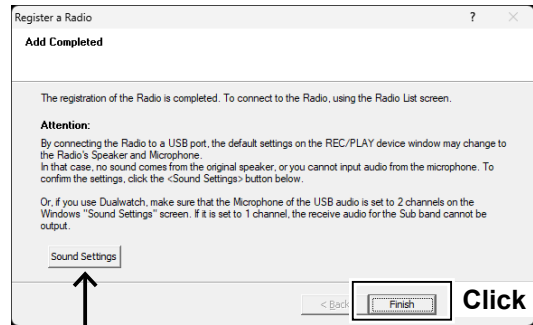 Register a Radio ? ×
Add Completed
The registration of the Radio is completed. To connect to the Radio, using the Radio List screen.
Attention:
By connecting the Radio to a USB port, the default settings on the REC/PLAY device window may change to
the Radio's Speaker and Microphone.
In that case, no sound comes from the original speaker, or you cannot input audio from the microphone. To
confirm the settings, click the <Sound Settings> button below.
Or, if you use Dualwatch, make sure that the Microphone of the USB audio is set to 2 channels on the
Windows "Sound Settings" screen. If it is set to 1 channel, the receive audio for the Sub band cannot be
output.
Sound Settings
< Back Finish Click